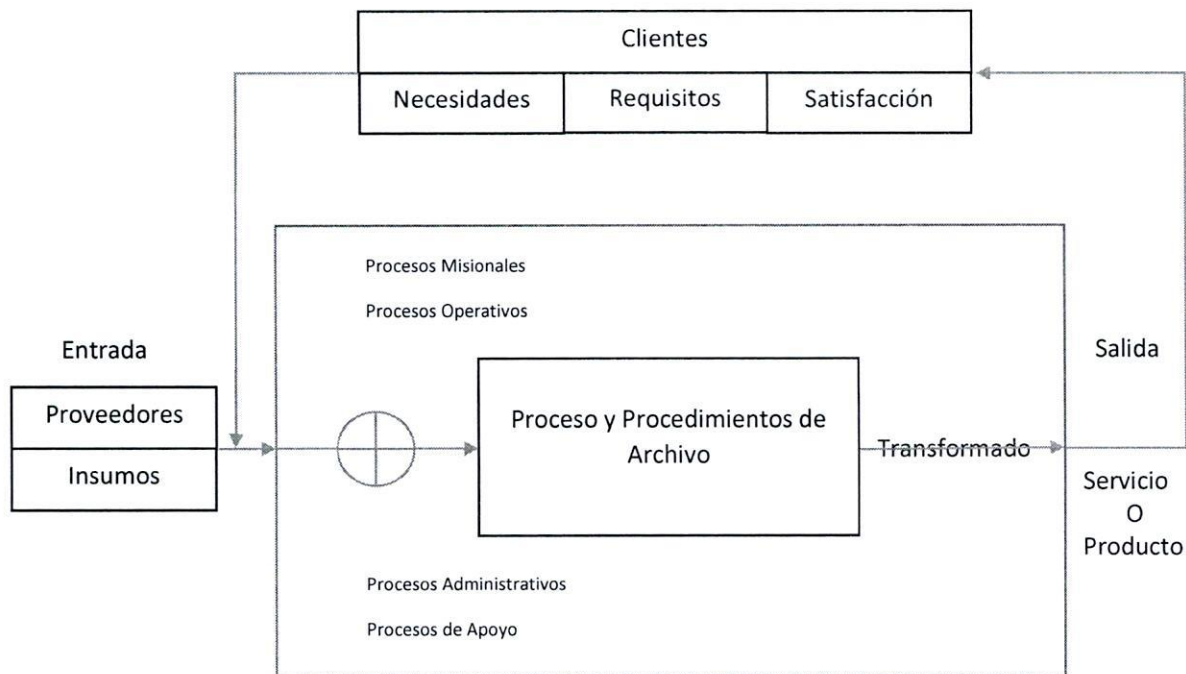 Clientes
Necesidades
Requisitos
Satisfacción
Procesos Misionales
Procesos Operativos
Entrada
Proveedores
Insumos
Proceso y Procedimientos de
Archivo
Transformado
Salida
Servicio
O
Producto
Procesos Administrativos
Procesos de Apoyo